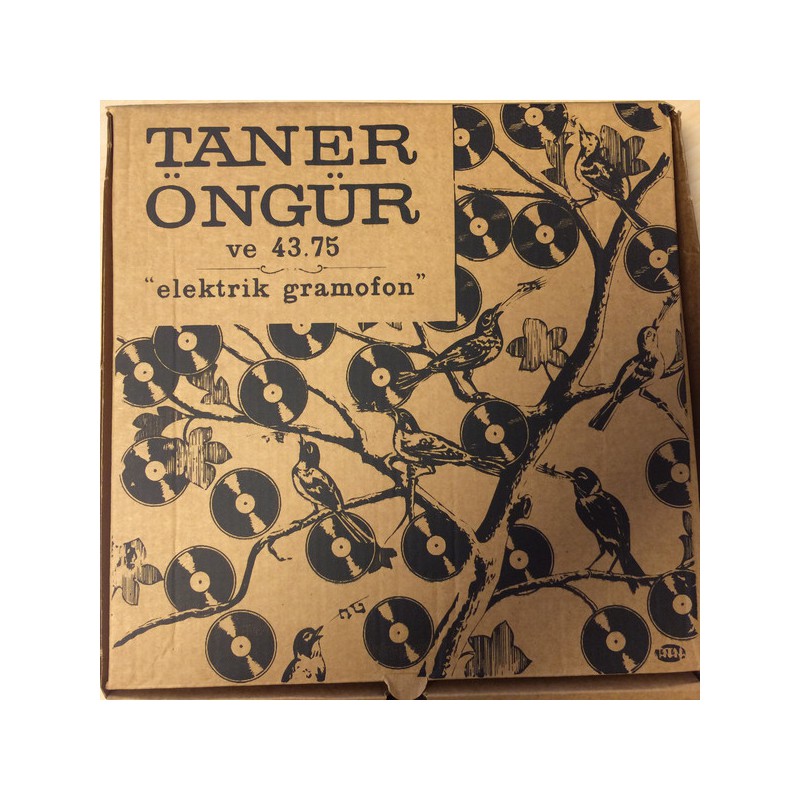 TANER
ÖNGÜR
ve 43.75
“elektrik gramofon”